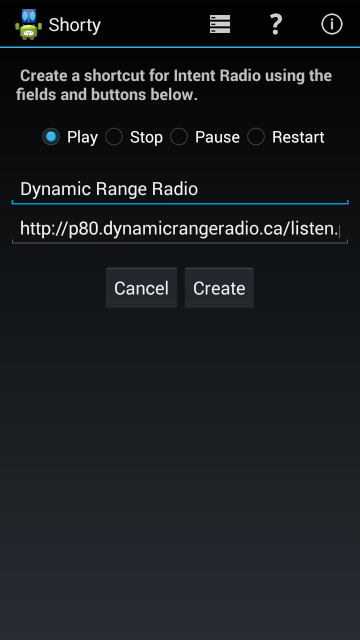 Shorty
Create a shortcut for Intent Radio using the
fields and buttons below.
Play Stop Pause Restart
Dynamic Range Radio
http://p80.dynamicrangeradio.ca/listen.p
Cancel Create